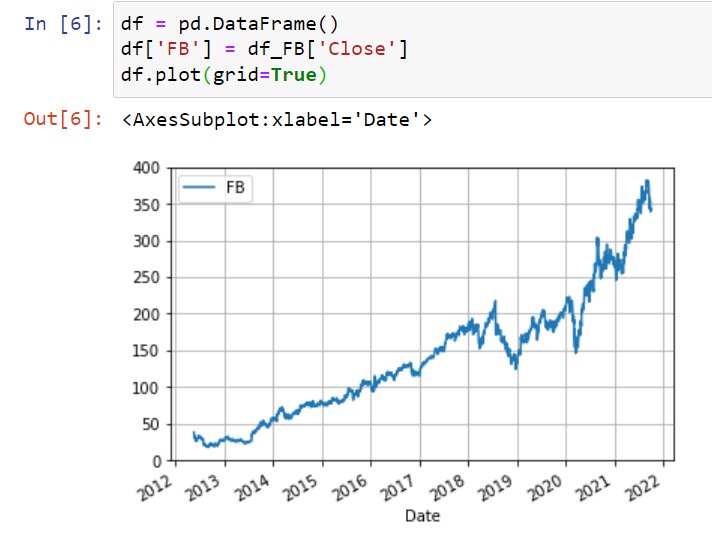 In [6]: df = pd.DataFrame()
df['FB'] = df_FB['Close']
df.plot(grid=True)
Out[6]: <AxesSubplot:xlabel='Date'>
400
FB
350
300
250
200
150
100
50
0
2012 2013 2014 2015 2016 2017 2018 2019 2020 2021 2022
Date